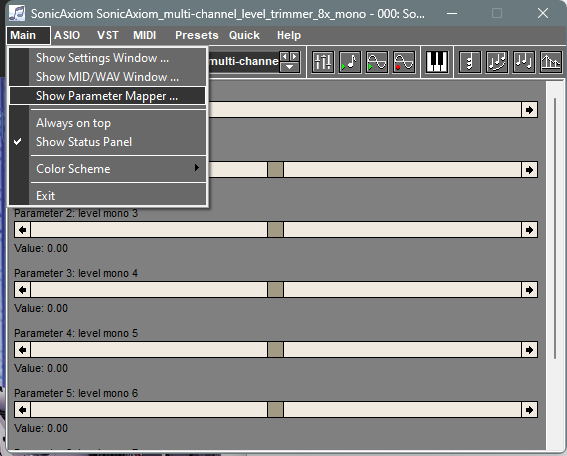 SonicAxiom SonicAxiom_multi-channel_level_trimmer_8x_mono - 000: So...
Main ASIO VST MIDI Presets Quick Help
Show Settings Window ...
Show MID/WAV Window ...
Show Parameter Mapper ...
Always on top
Show Status Panel
Color Scheme
Exit
multi-channe
Parameter 2: level mono 3
Value: 0.00
Parameter 3: level mono 4
Value: 0.00
Parameter 4: level mono 5
Value: 0.00
Parameter 5: level mono 6
Value: 0.00